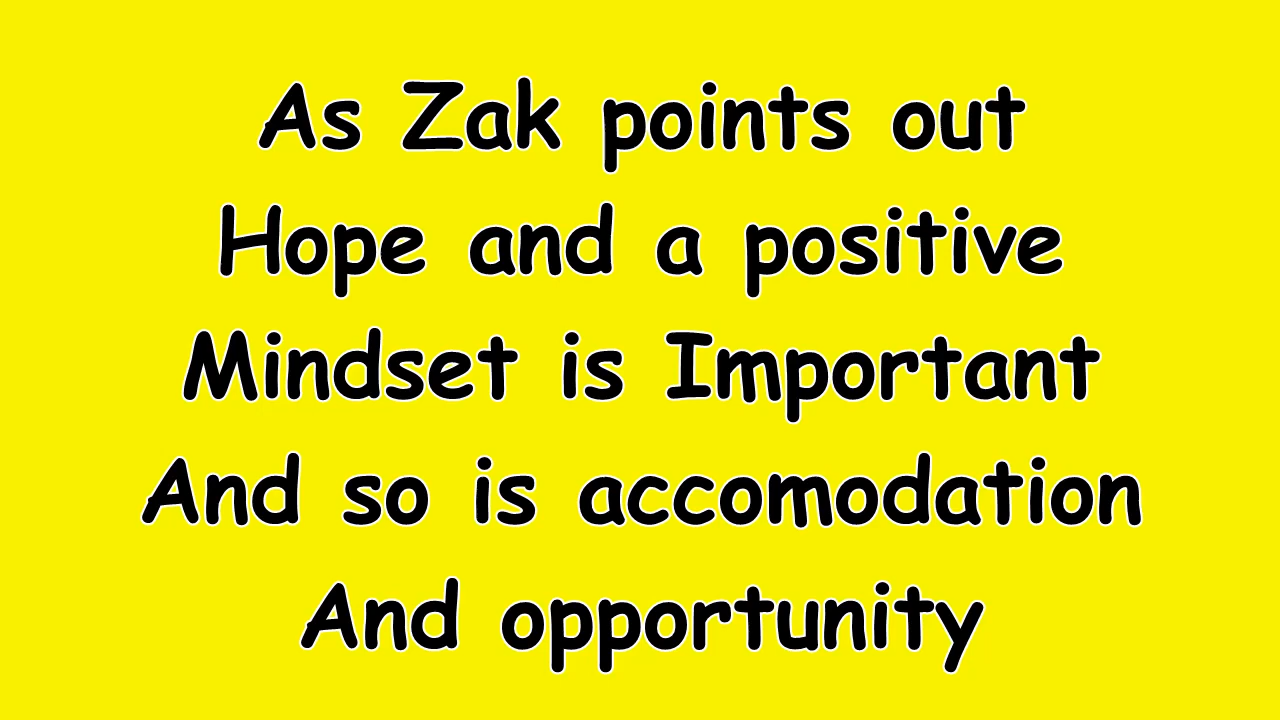 As Zak points out
Hope and a positive
Mindset is Important
And so is accomodation
And opportunity